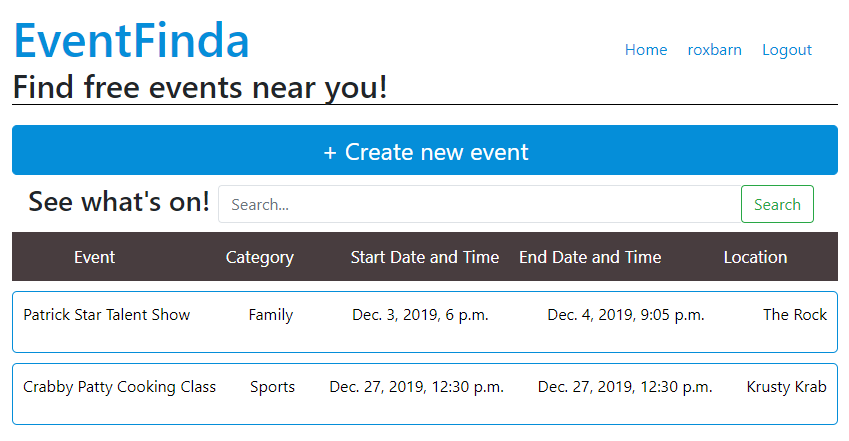 EventFinda
Home roxbarn Logout
Find free events near you!
+ Create new event
See what's on! Search... Search
Event Category Start Date and Time End Date and Time Location
Patrick Star Talent Show Family Dec. 3, 2019, 6 p.m. Dec. 4, 2019, 9:05 p.m. The Rock
Crabby Patty Cooking Class Sports Dec. 27, 2019, 12:30 p.m. Dec. 27, 2019, 12:30 p.m. Krusty Krab